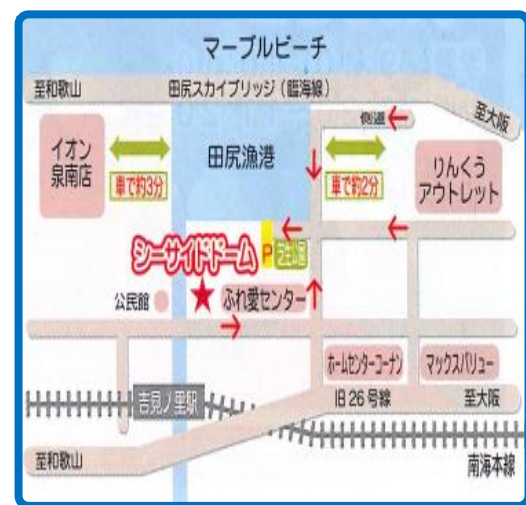 マーブルビーチ
至和歌山
田尻スカイブリッジ(臨海線)
至大阪
側道
イオン
泉南店
車で約3分
田尻漁港
車で約2分
りんくう
アウトレット
P
芝生公園
シーサイドドーム
公民館
ふれ愛センター
ホームセンターコーナン
マックスバリュー
吉見ノ里駅
旧26号線
至大阪
至和歌山
南海本線